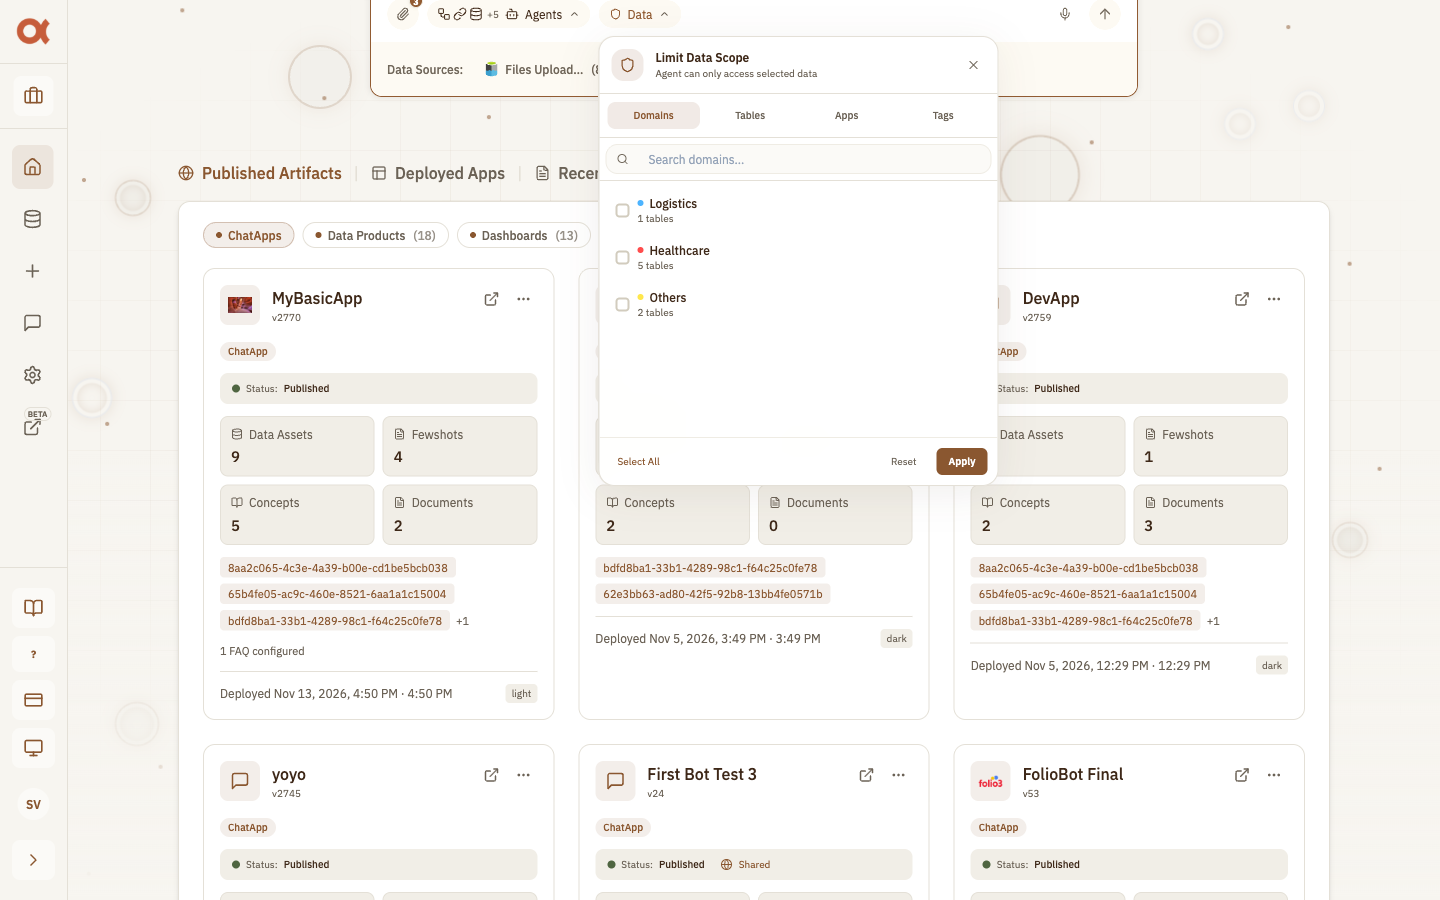 3
+5
Agents
Data
Data Sources:
Files Upload...
Limit Data Scope
Agent can only access selected data
Domains
Tables
Apps
Tags
Search domains...
Published Artifacts
Deployed Apps
Recen
Logistics
1 tables
Healthcare
5 tables
Others
2 tables
Select All
Reset
Apply
ChatApps
Data Products (18)
Dashboards (13)
MyBasicApp
v2770
ChatApp
Status: Published
Data Assets
9
Fewshots
4
Concepts
5
Documents
2
8aa2c065-4c3e-4a39-b00e-cd1be5bcb038
65b4fe05-ac9c-460e-8521-6aa1a1c15004
bdfd8ba1-33b1-4289-98c1-f64c25c0fe78
+1
1 FAQ configured
Deployed Nov 13, 2026, 4:50 PM · 4:50 PM
light
Concepts
2
Documents
0
bdfd8ba1-33b1-4289-98c1-f64c25c0fe78
62e3bb63-ad80-42f5-92b8-13bb4fe0571b
Deployed Nov 5, 2026, 3:49 PM · 3:49 PM
dark
DevApp
v2759
tApp
Status: Published
Data Assets
Fewshots
1
Concepts
2
Documents
3
8aa2c065-4c3e-4a39-b00e-cd1be5bcb038
65b4fe05-ac9c-460e-8521-6aa1a1c15004
bdfd8ba1-33b1-4289-98c1-f64c25c0fe78
+1
Deployed Nov 5, 2026, 12:29 PM · 12:29 PM
dark
yoyo
v2745
ChatApp
Status: Published
First Bot Test 3
v24
ChatApp
Status: Published
Shared
folio3
FolioBot Final
v53
ChatApp
Status: Published
BETA
?
SV